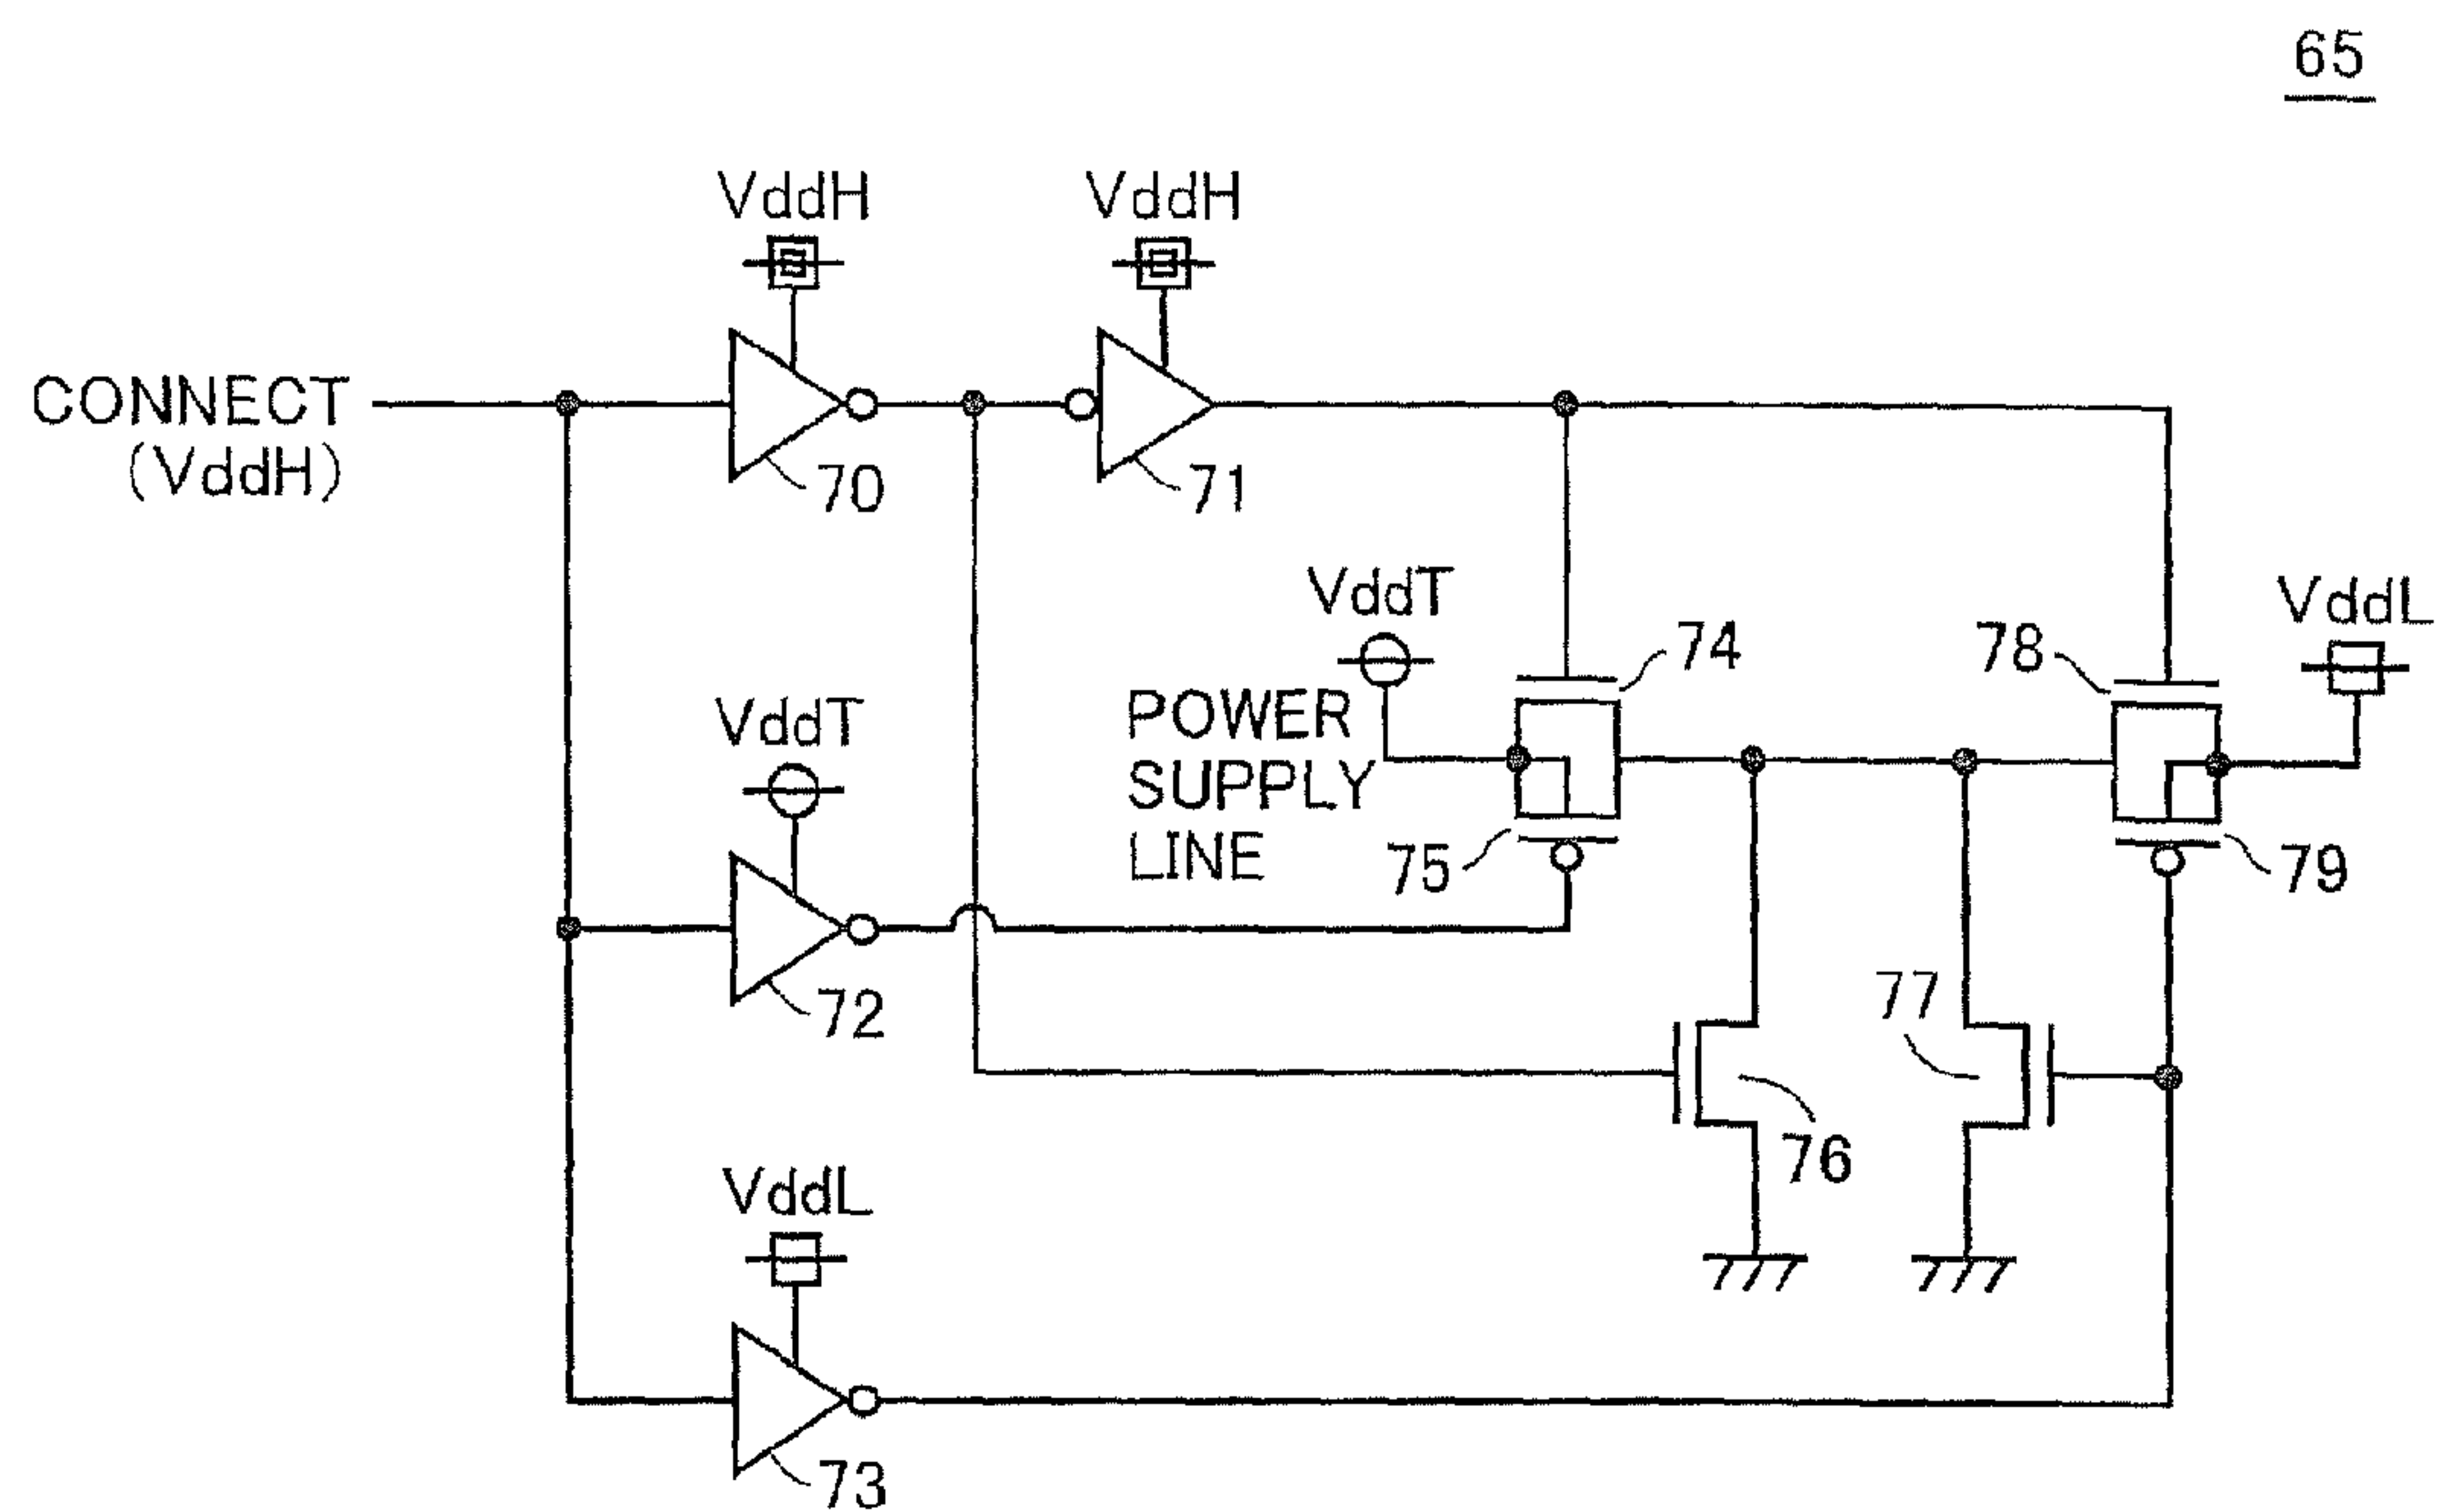 65
VddH
VddH
CONNECT
(VddH)
70
71
VddT
74
78
VddL
VddT
POWER
SUPPLY
LINE
75
79
72
77
76
VddL
73